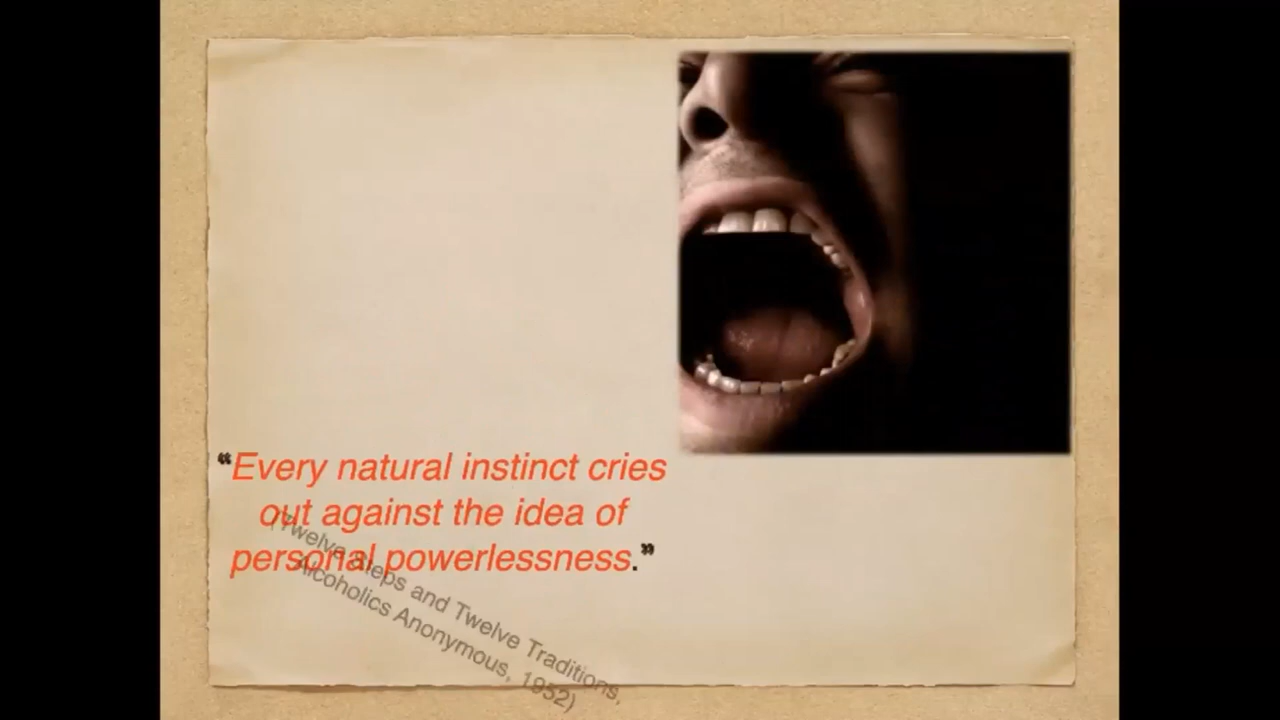 “Every natural instinct cries
out against the idea of
personal powerlessness.”
(Twelve Steps and Twelve Traditions,
Alcoholics Anonymous, 1952)